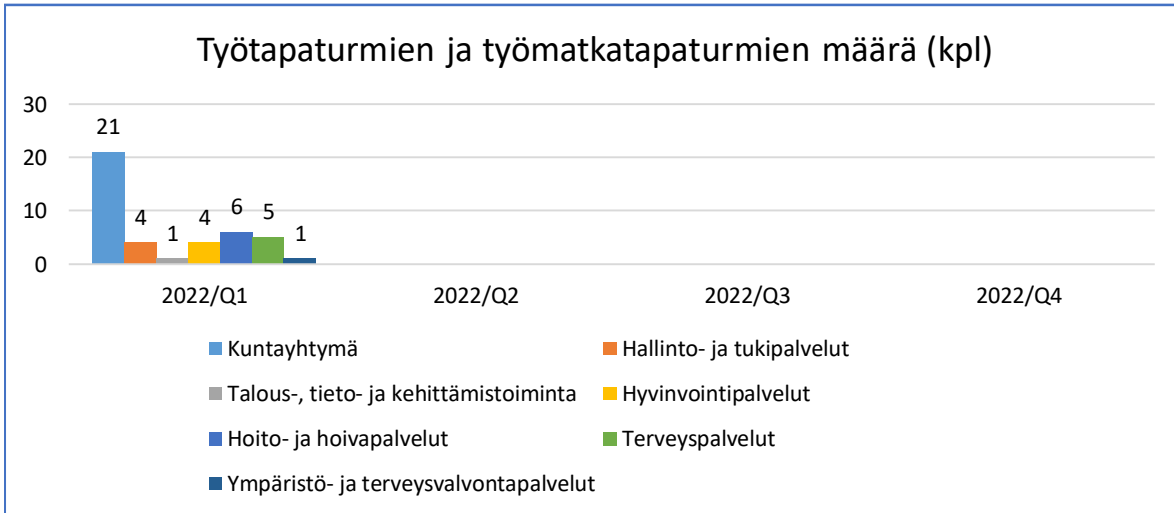 Työtapaturmien ja työmatkatapaturmien määrä (kpl)
30
20
10
0
21
4
1
4
6
5
1
2022/Q1
2022/Q2
2022/Q3
2022/Q4
Kuntayhtymä
Hallinto- ja tukipalvelut
Talous-, tieto- ja kehittämistoiminta
Hyvinvointipalvelut
Hoito- ja hoivapalvelut
Terveyspalvelut
Ympäristö- ja terveysvalvontapalvelut